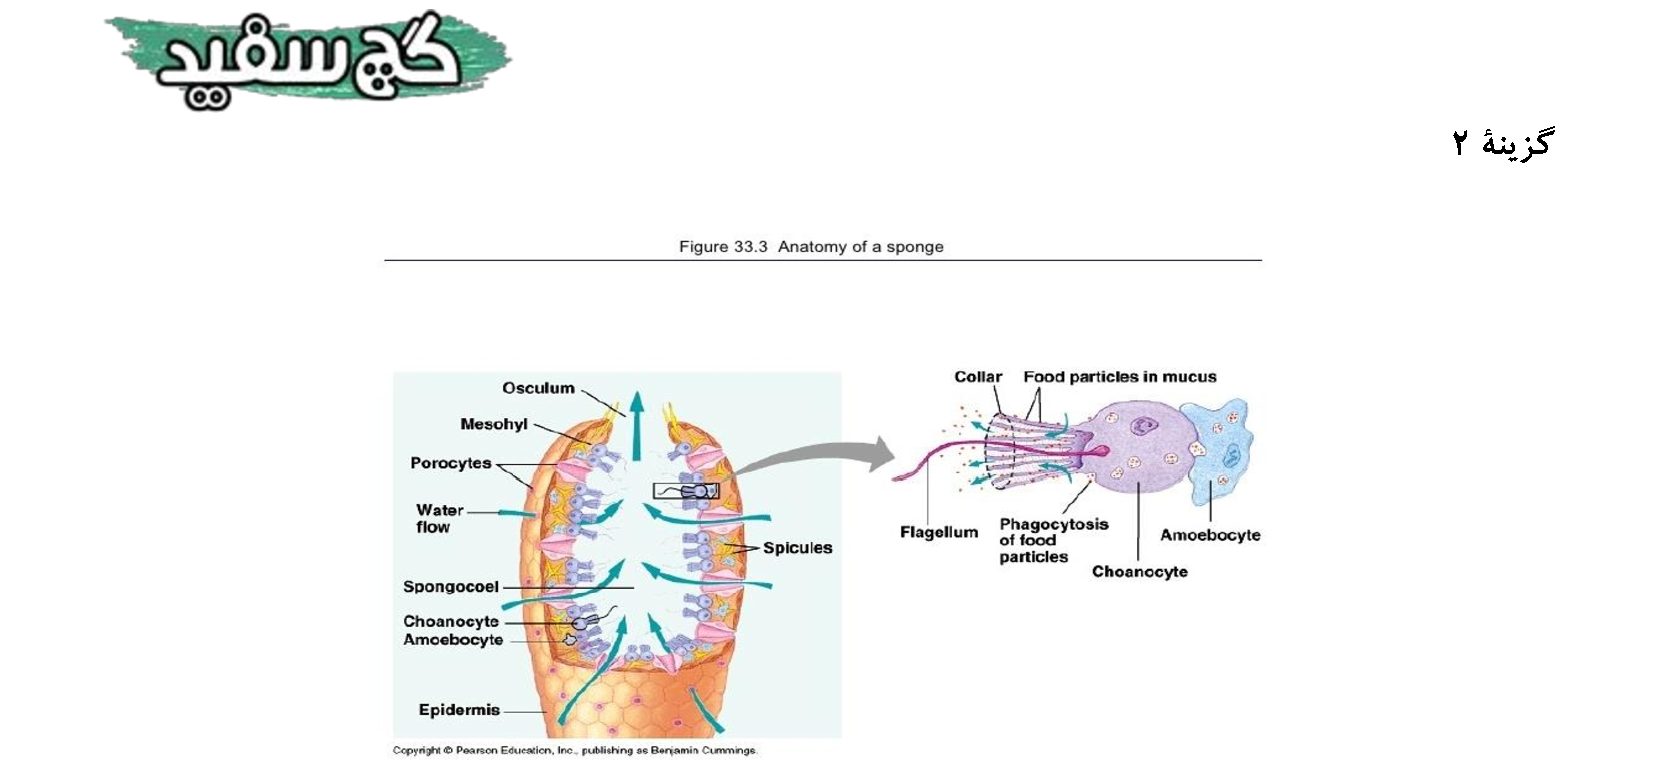 گچ سفید
گزینهٔ ۲
Figure 33.3 Anatomy of a sponge
Osculum
Mesohyl
Porocytes
Water
flow
Spongocoel
Choanocyte
Amoebocyte
Epidermis
Spicules
Collar
Food particles in mucus
Flagellum
Phagocytosis
of food
particles
Choanocyte
Amoebocyte
Copyright © Pearson Education, Inc., publishing as Benjamin Cummings.